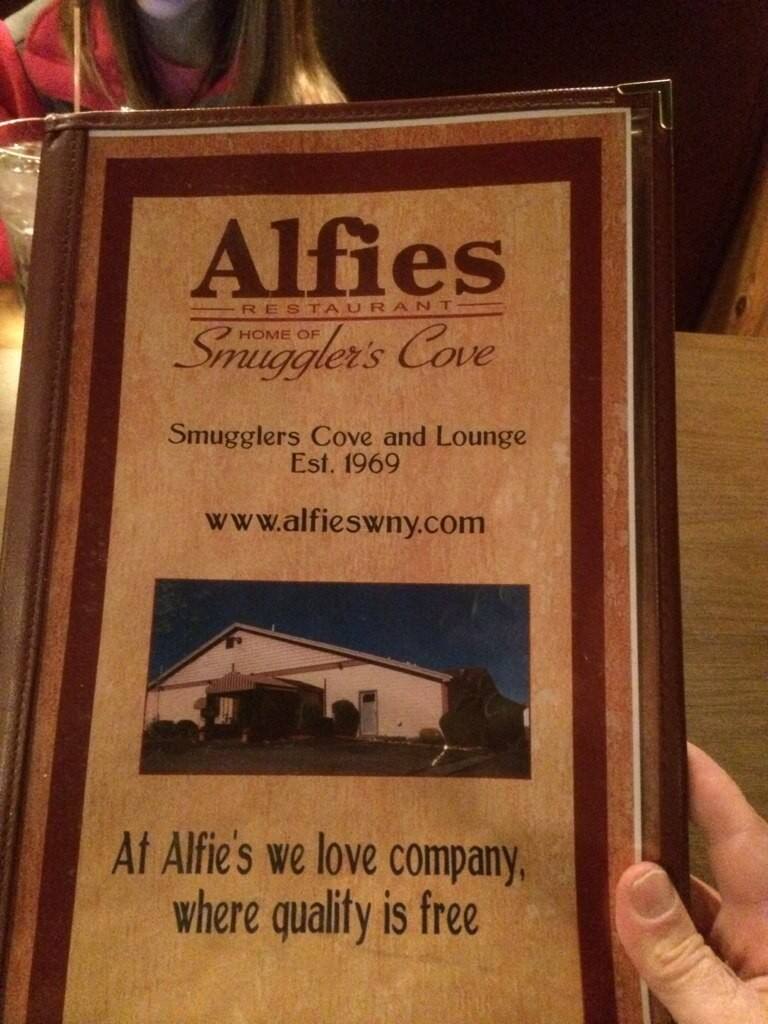 Alfies
RESTAURANT
HOME OF
Smuggler's Cove
Smugglers Cove and Lounge
Est. 1969
www.alfieswny.com
At Alfie's we love company,
where quality is free